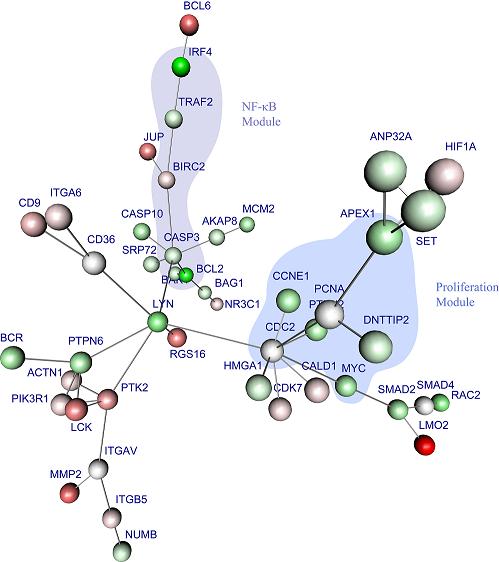 BCL6
IRF4
TRAF2
NF-κB
Module
JUP
BIRC2
ANP32A
HIF1A
ITGA6
CD9
CASP10
MCM2
AKAP8
CASP3
APEX1
SET
CD36
SRP72
BCL2
BAG1
NR3C1
CCNE1
PCNA
Proliferation
Module
LYN
CDC2
DNTTIP2
BCR
PTPN6
RGS16
HMGA1
CALD1
MYC
ACTN1
PTK2
CDK7
SMAD2
SMAD4
RAC2
PIK3R1
LCK
LMO2
ITGAV
MMP2
ITGB5
NUMB